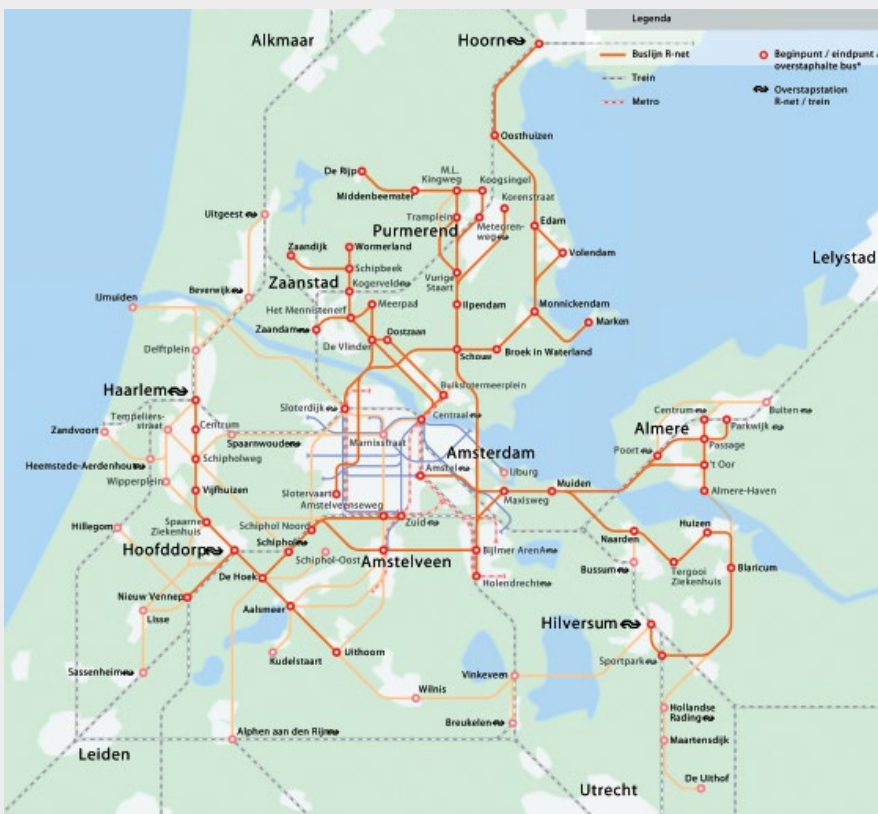 Legenda
Buslijn R-net
Trein
Metro
Beginpunt / eindpunt
overstaphalte bus*
Overstapstation
R-net / trein
Alkmaar
Hoorn
Oosthuizen
De Rijp
M.L.
Kingweg
Koogsingel
Middenbeemster
Korenstraat
Tramplein
Purmerend
Meteoren-
weg
Edam
Uitgeest
Zaandijk
Wormerland
Volendam
Lelystad
Schipbeek
Zaanstad
Kogerveld
Vurige
Staart
Beverwijk
IJmuiden
Het Mennistenerf
Meerpad
Ilpendam
Monnickendam
Marken
Zaandam
Oostzaan
De Vlinder
Delftplein
Schouw
Broek in Waterland
Haarlem
Buikslotermeerplein
Sloterdijk
Centraal
Tempeliers-
straat
Centrum
Zandvoort
Spaarnwoude
Marnixstraat
Amsterdam
Centrum
Buiten
Almere
Parkwijk
Passage
Poort
't Oor
Schipholweg
Heemstede-Aerdenhout
Wipperplein
Amstel
IJburg
Vijfhuizen
Slotervaart
Maxisweg
Muiden
Almere-Haven
Amstelveenseweg
Zuid
Hillegom
Spaarne
Ziekenhuis
Schiphol Noord
Schiphol
Hoofddorp
Schiphol-Oost
Amstelveen
Bijlmer ArenA
Naarden
Huizen
Bussum
Tergooi
Ziekenhuis
Blaricum
De Hoek
Holendrecht
Nieuw Vennep
Lisse
Aalsmeer
Hilversum
Uithoorn
Kudelstaart
Sportpark
Sassenheim
Vinkeveen
Wilnis
Breukelen
Hollandse
Rading
Alphen aan den Rijn
Maartensdijk
Leiden
De Uithof
Utrecht